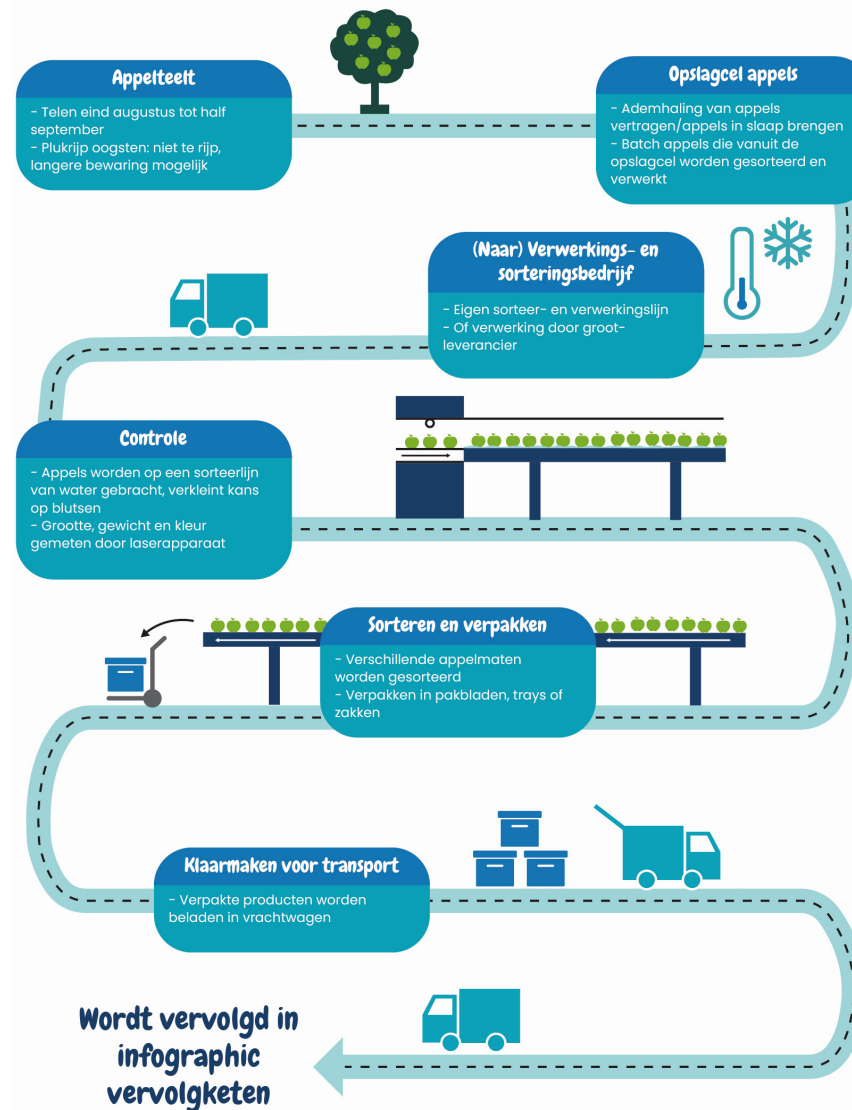 Appelteelt
- Telen eind augustus tot half
september
- Plukrijp oogsten: niet te rijp,
langere bewaring mogelijk
Opslagcel appels
- Ademhaling van appels
vertragen/appels in slaap brengen
- Batch appels die vanuit de
opslagcel worden gesorteerd en
verwerkt
(Naar) Verwerkings- en
sorteringsbedrijf
- Eigen sorteer- en verwerkingslijn
- Of verwerking door groot-
leverancier
Controle
- Appels worden op een sorteerlijn
van water gebracht, verkleint kans
op blutsen
- Grootte, gewicht en kleur
gemeten door laserapparaat
Sorteren en verpakken
- Verschillende appelmaten
worden gesorteerd
- Verpakken in pakbladen, trays of
zakken
Klaarmaken voor transport
- Verpakte producten worden
beladen in vrachtwagen
Wordt vervolgd in
infographic
vervolgketen